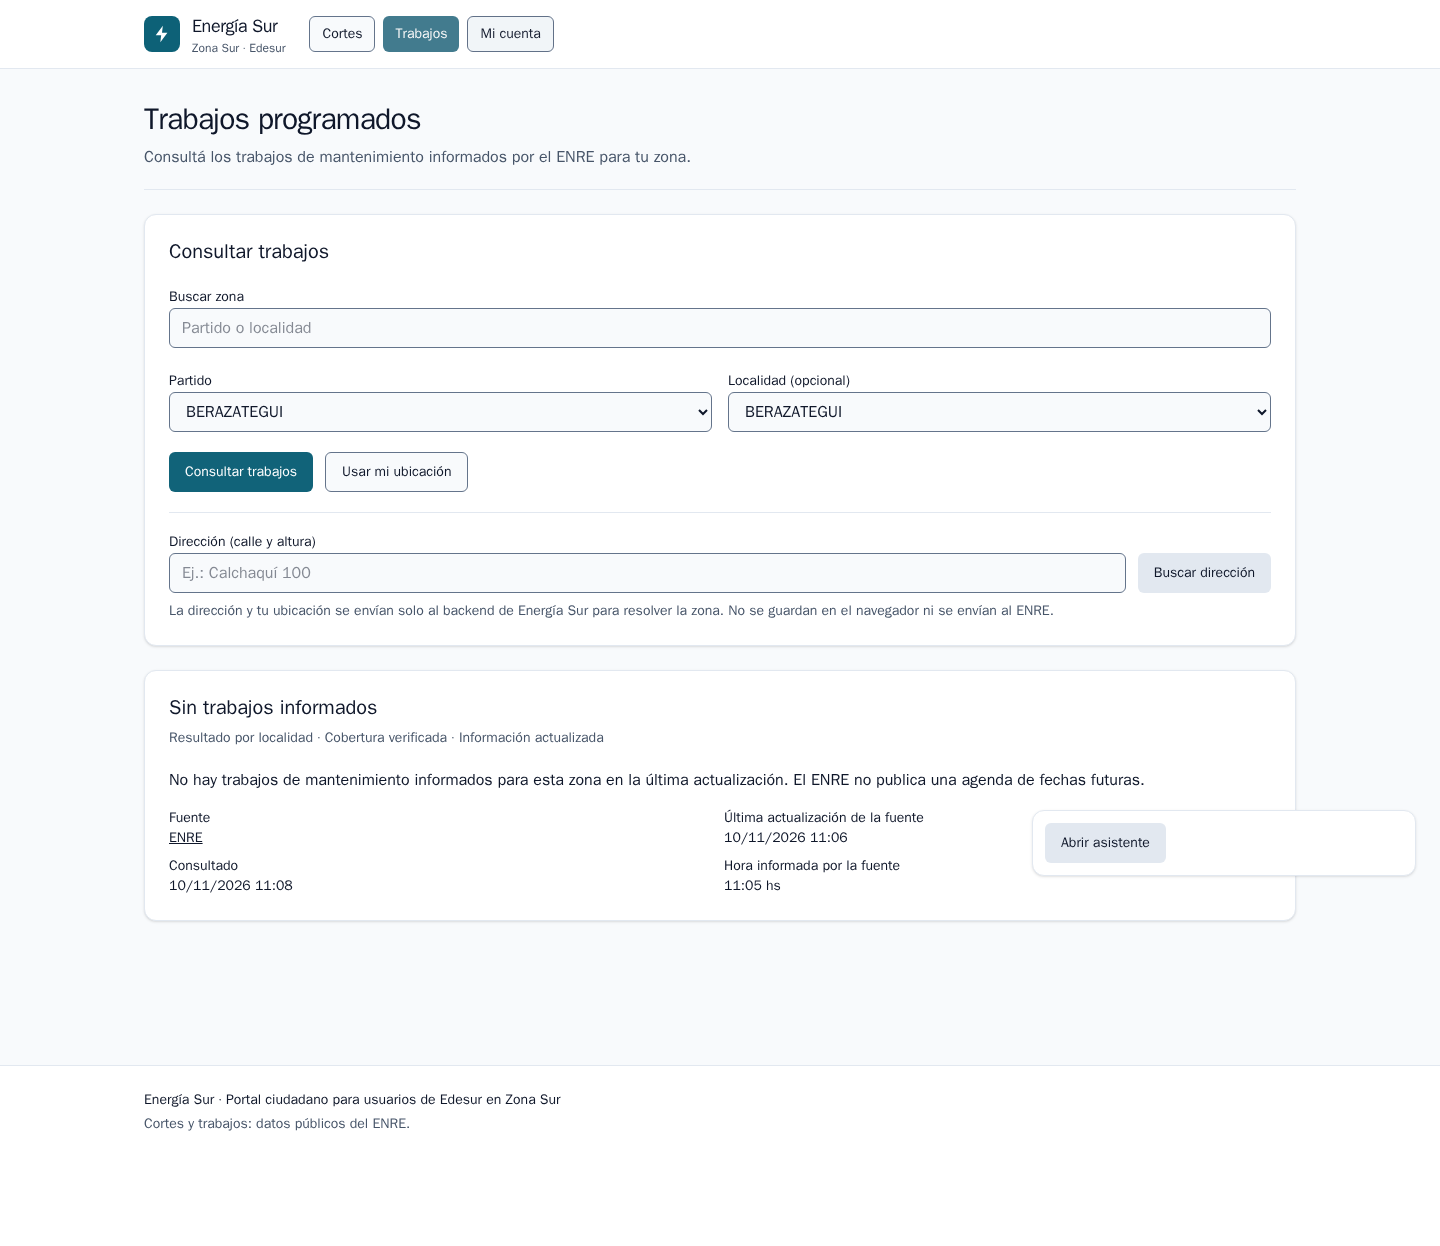 Energía Sur
Zona Sur · Edesur
Cortes
Trabajos
Mi cuenta
Trabajos programados
Consultá los trabajos de mantenimiento informados por el ENRE para tu zona.
Consultar trabajos
Buscar zona
Partido o localidad
Partido
Localidad (opcional)
BERAZATEGUI
BERAZATEGUI
Consultar trabajos
Usar mi ubicación
Dirección (calle y altura)
Ej.: Calchaquí 100
Buscar dirección
La dirección y tu ubicación se envían solo al backend de Energía Sur para resolver la zona. No se guardan en el navegador ni se envían al ENRE.
Sin trabajos informados
Resultado por localidad · Cobertura verificada · Información actualizada
No hay trabajos de mantenimiento informados para esta zona en la última actualización. El ENRE no publica una agenda de fechas futuras.
Fuente
ENRE
Última actualización de la fuente
10/11/2026 11:06
Consultado
10/11/2026 11:08
Hora informada por la fuente
11:05 hs
Abrir asistente
Energía Sur · Portal ciudadano para usuarios de Edesur en Zona Sur
Cortes y trabajos: datos públicos del ENRE.